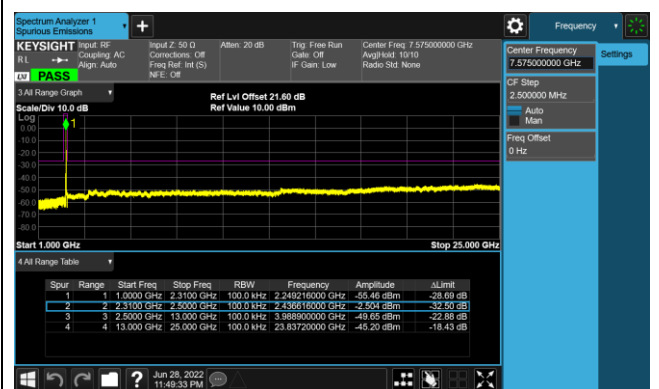 Spectrum Analyzer 1
Spurious Emissions
Frequency
KEYSIGHT
RL
PASS
Input: RF
Coupling: AC
Align: Auto
Input Z: 50 Ω
Corrections: Off
Freq Ref: Int (S)
NFE: Off
Atten: 20 dB
Trig: Free Run
Gate: Off
IF Gain: Low
Center Freq: 7.575000000 GHz
Avg|Hold: 10/10
Radio Std: None
Center Frequency
7.575000000 GHz
Settings
CF Step
2.500000 MHz
Auto
Man
Freq Offset
0 Hz
3 All Range Graph
Scale/Div 10.0 dB
Ref Lvl Offset 21.60 dB
Ref Value 10.00 dBm
Log
1
0.00
-10.0
-20.0
-30.0
-40.0
-50.0
-60.0
-70.0
-80.0
Start 1.000 GHz
Stop 25.000 GHz
4 All Range Table
Spur Range Start Freq Stop Freq RBW Frequency Amplitude ΔLimit
1 1 1.0000 GHz 2.3100 GHz 100.0 kHz 2.249216000 GHz -55.46 dBm -28.69 dB
2 2 2.3100 GHz 2.5000 GHz 100.0 kHz 2.436616000 GHz -2.504 dBm -32.50 dB
3 3 2.5000 GHz 13.000 GHz 100.0 kHz 3.988900000 GHz -49.65 dBm -22.88 dB
4 4 13.000 GHz 25.000 GHz 100.0 kHz 23.83720000 GHz -45.20 dBm -18.43 dB
?
Jun 28, 2022
11:49:33 PM